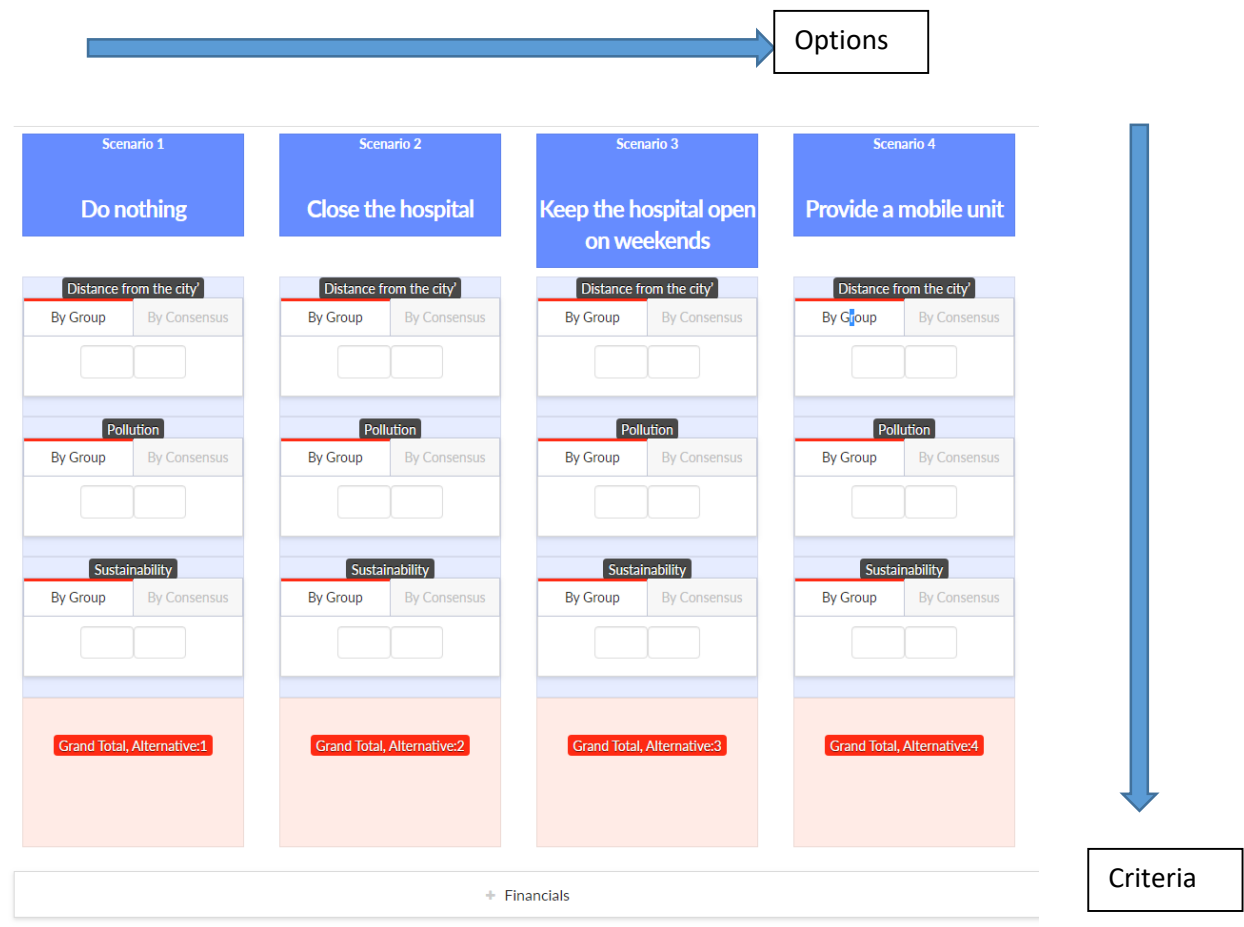 Options
Scenario 1
Do nothing
Scenario 2
Close the hospital
Scenario 3
Keep the hospital open
on weekends
Scenario 4
Provide a mobile unit
Distance from the city' Distance from the city' Distance from the city' Distance from the city'
By Group By Consensus By Group By Consensus By Group By Consensus By Group By Consensus
Pollution Pollution Pollution Pollution
By Group By Consensus By Group By Consensus By Group By Consensus By Group By Consensus
Sustainability Sustainability Sustainability Sustainability
By Group By Consensus By Group By Consensus By Group By Consensus By Group By Consensus
Grand Total, Alternative:1 Grand Total, Alternative:2 Grand Total, Alternative:3 Grand Total, Alternative:4
+ Financials
Criteria